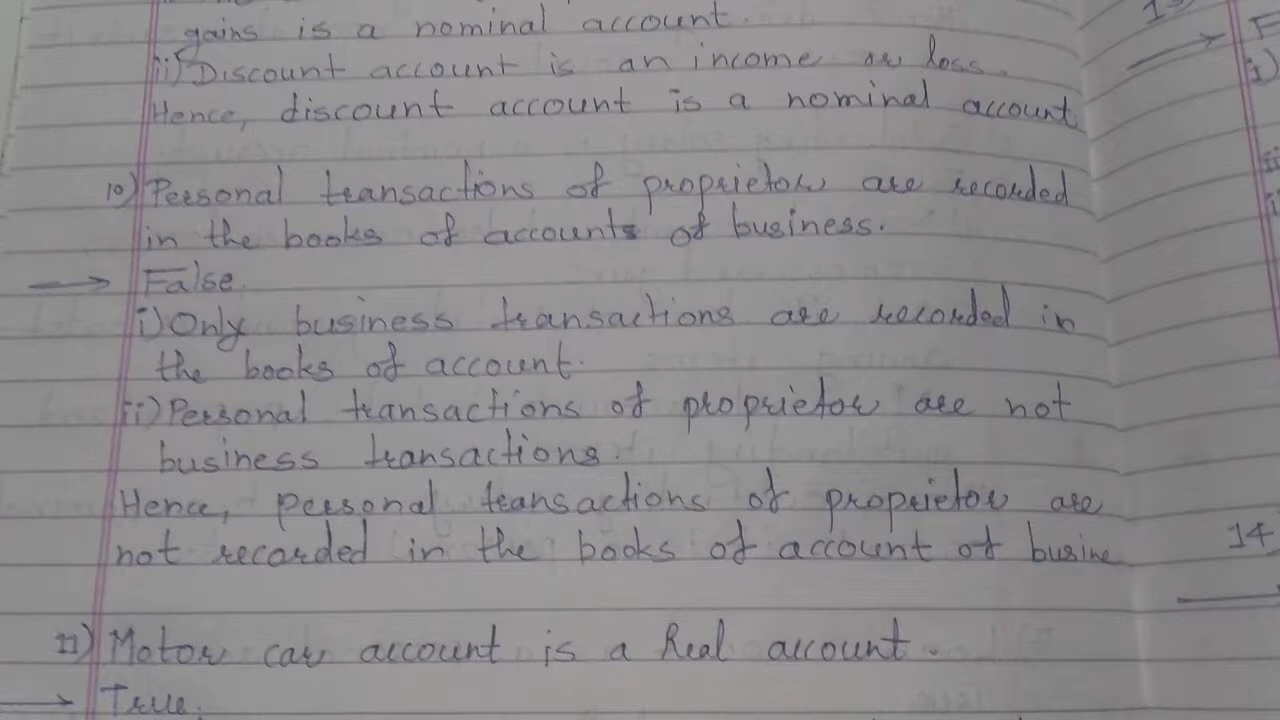 gains is a nominal account.
ii) Discount account is an income or loss.
Hence, discount account is a nominal account
10) Personal transactions of proprietor are recorded
in the books of accounts of business.
→ False.
i) Only business transactions are recorded in
the books of account.
ii) Personal transactions of proprietor are not
business transactions.
Hence, personal transactions of proprietor are
not recorded in the books of account of busine
11) Motor car account is a Real account.
→ True.
14